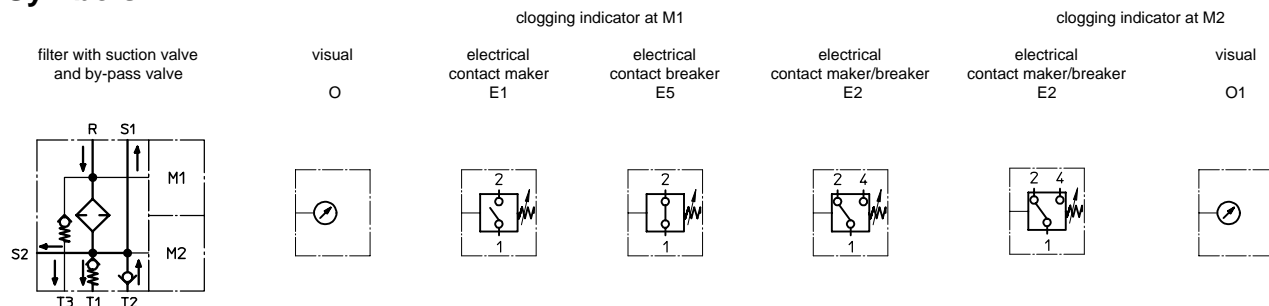 clogging indicator at M1
clogging indicator at M2
filter with suction valve
and by-pass valve
visual
O
electrical
contact maker
E1
electrical
contact breaker
E5
electrical
contact maker/breaker
E2
electrical
contact maker/breaker
E2
visual
O1
R S1
M1
M2
S2
T3 T1 T2
2
1
2
1
2 4
1
2 4
1